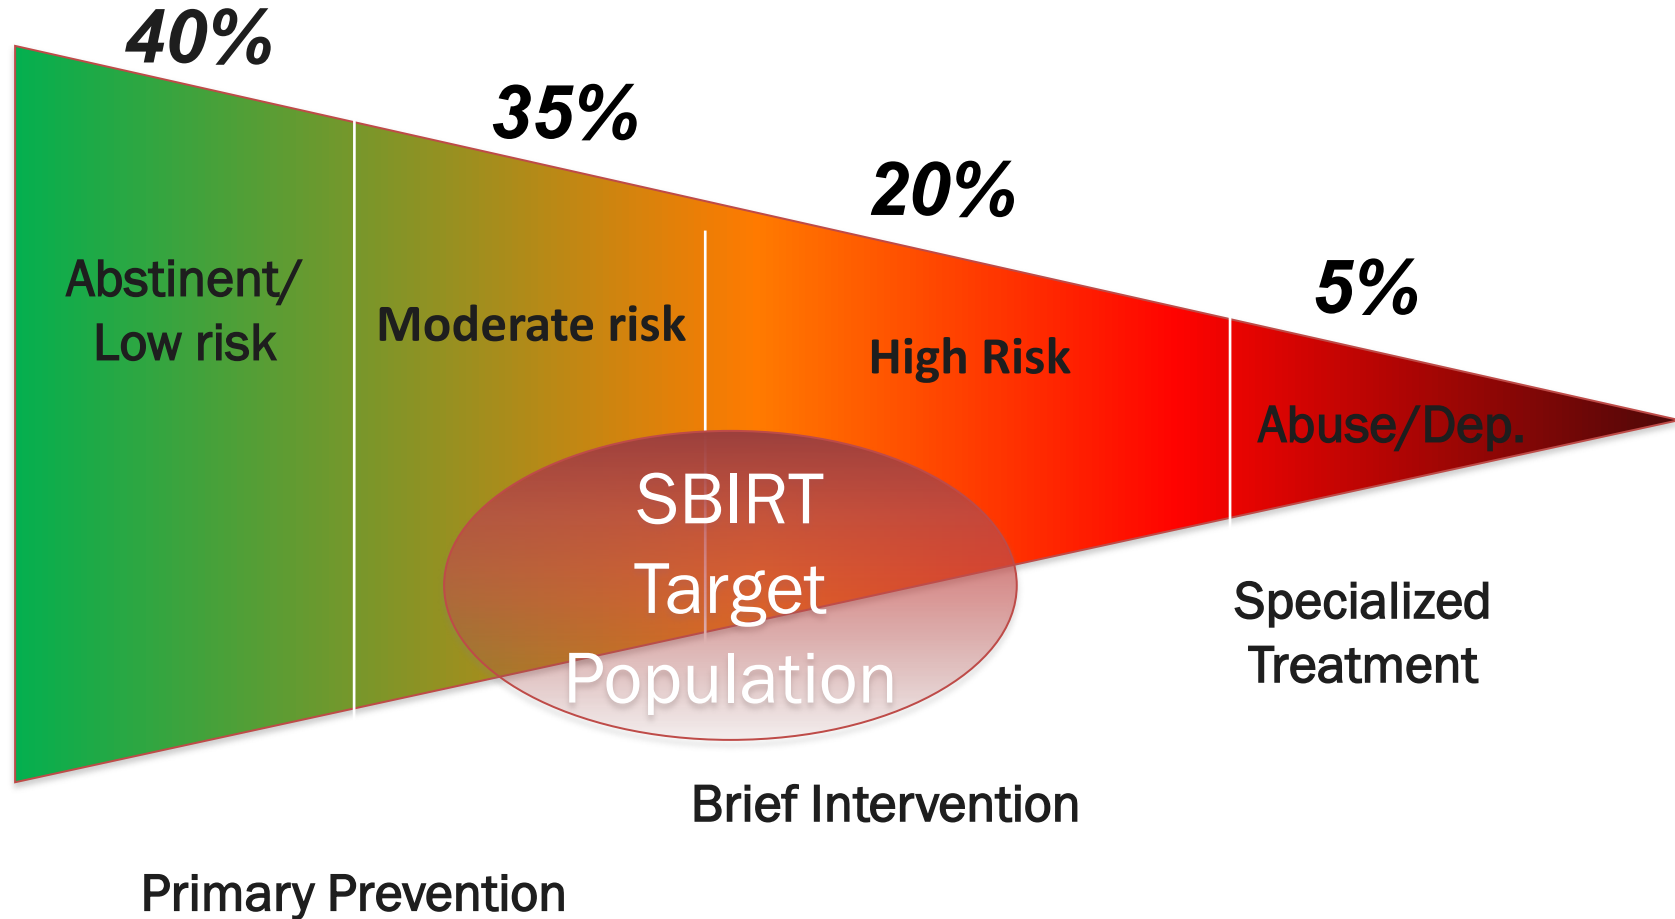 40%
35%
20%
5%
Abstinent/
Low risk
Moderate risk
High Risk
Abuse/Dep.
SBIRT
Target
Population
Specialized
Treatment
Brief Intervention
Primary Prevention